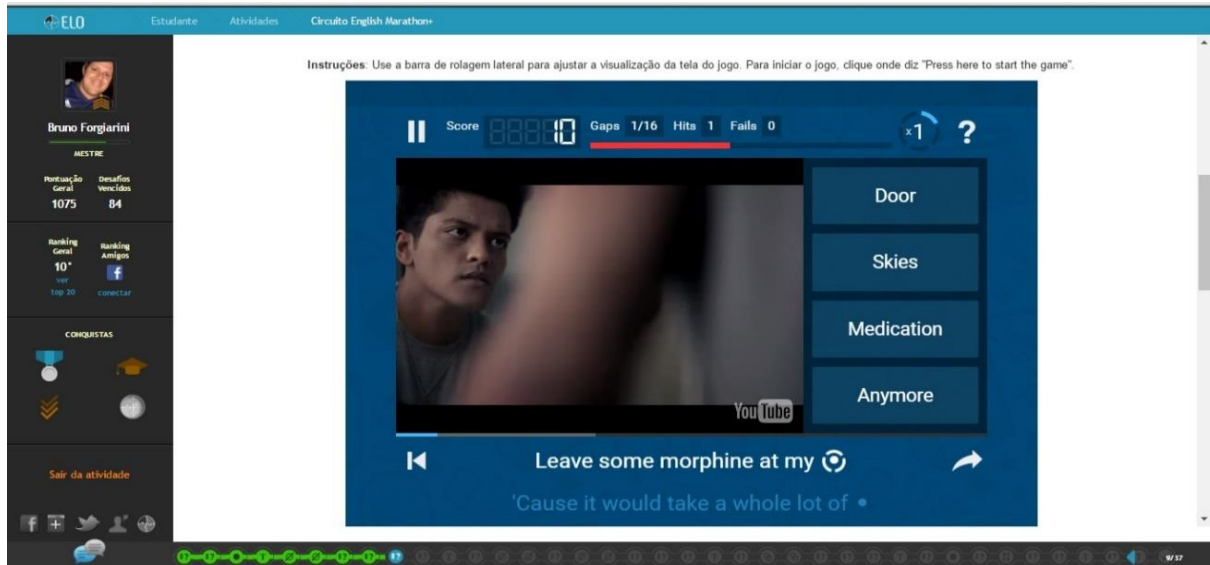 ELO Estudante Atividades Circuito English Marathon+
Instruções: Use a barra de rolagem lateral para ajustar a visualização da tela do jogo. Para iniciar o jogo, clique onde diz "Press here to start the game".
Bruno Forgiarini
MESTRE
Pontuação Geral
1075
Desafios Vencidos
84
Ranking Geral
10°
ver top 20
Ranking Amigos
f
conectar
CONQUISTAS
Sair da atividade
Score 10 Gaps 1/16 Hits 1 Fails 0 x1 ?
Door
Skies
Medication
Anymore
YouTube
Leave some morphine at my
'Cause it would take a whole lot of
9/37